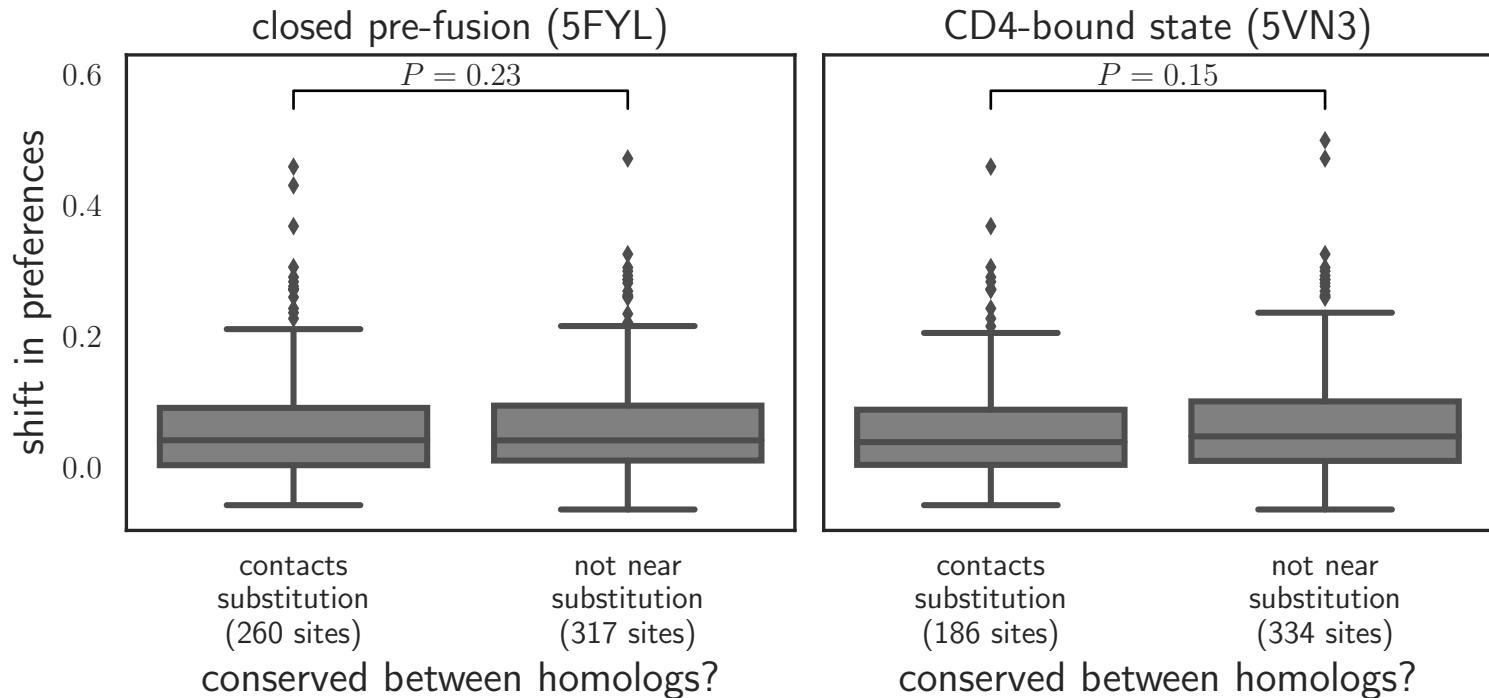 closed pre-fusion (5FYL)
CD4-bound state (5VN3)
shift in preferences
0.6
0.4
0.2
0.0
P = 0.23
P = 0.15
contacts
substitution
(260 sites)
not near
substitution
(317 sites)
contacts
substitution
(186 sites)
not near
substitution
(334 sites)
conserved between homologs?
conserved between homologs?